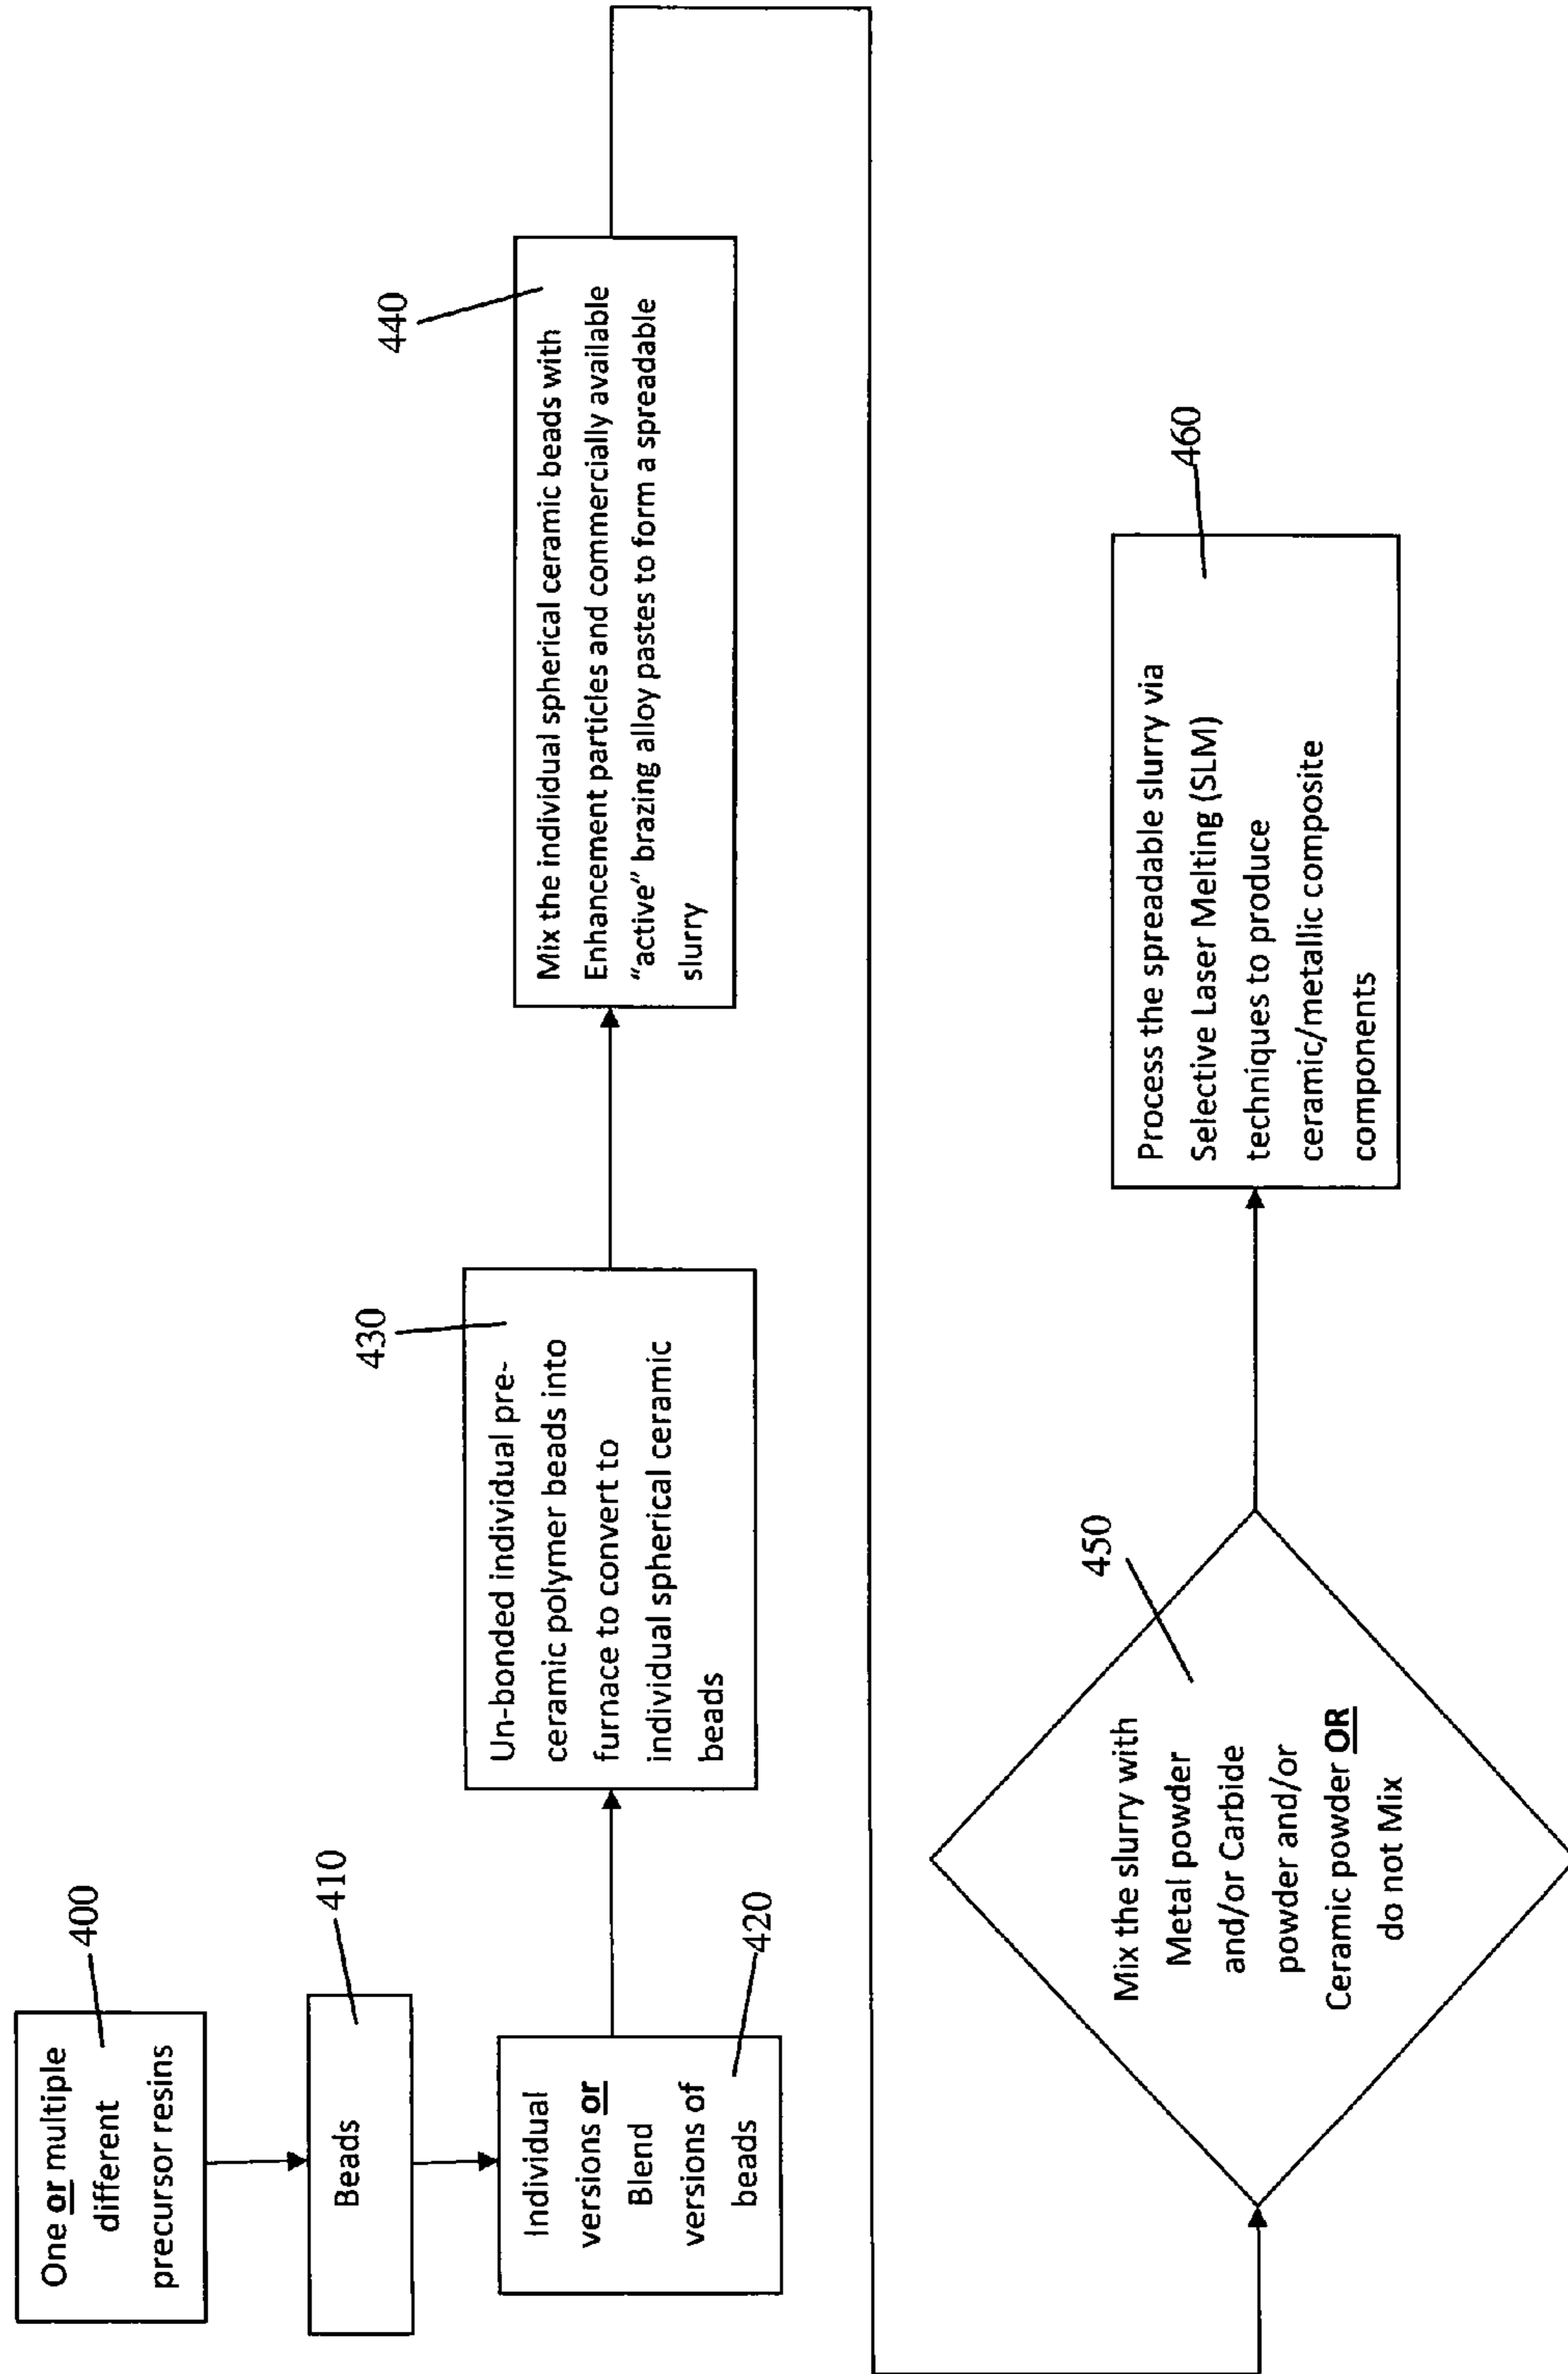 400
One or multiple
different
precursor resins
410
Beads
420
Individual
versions or
Blend
versions of
beads
430
Un-bonded individual pre-
ceramic polymer beads into
furnace to convert to
individual spherical ceramic
beads
440
Mix the individual spherical ceramic beads with
Enhancement particles and commercially available
“active” brazing alloy pastes to form a spreadable
slurry
450
Mix the slurry with
Metal powder
and/or Carbide
powder and/or
Ceramic powder OR
do not Mix
460
Process the spreadable slurry via
Selective Laser Melting (SLM)
techniques to produce
ceramic/metallic composite
components